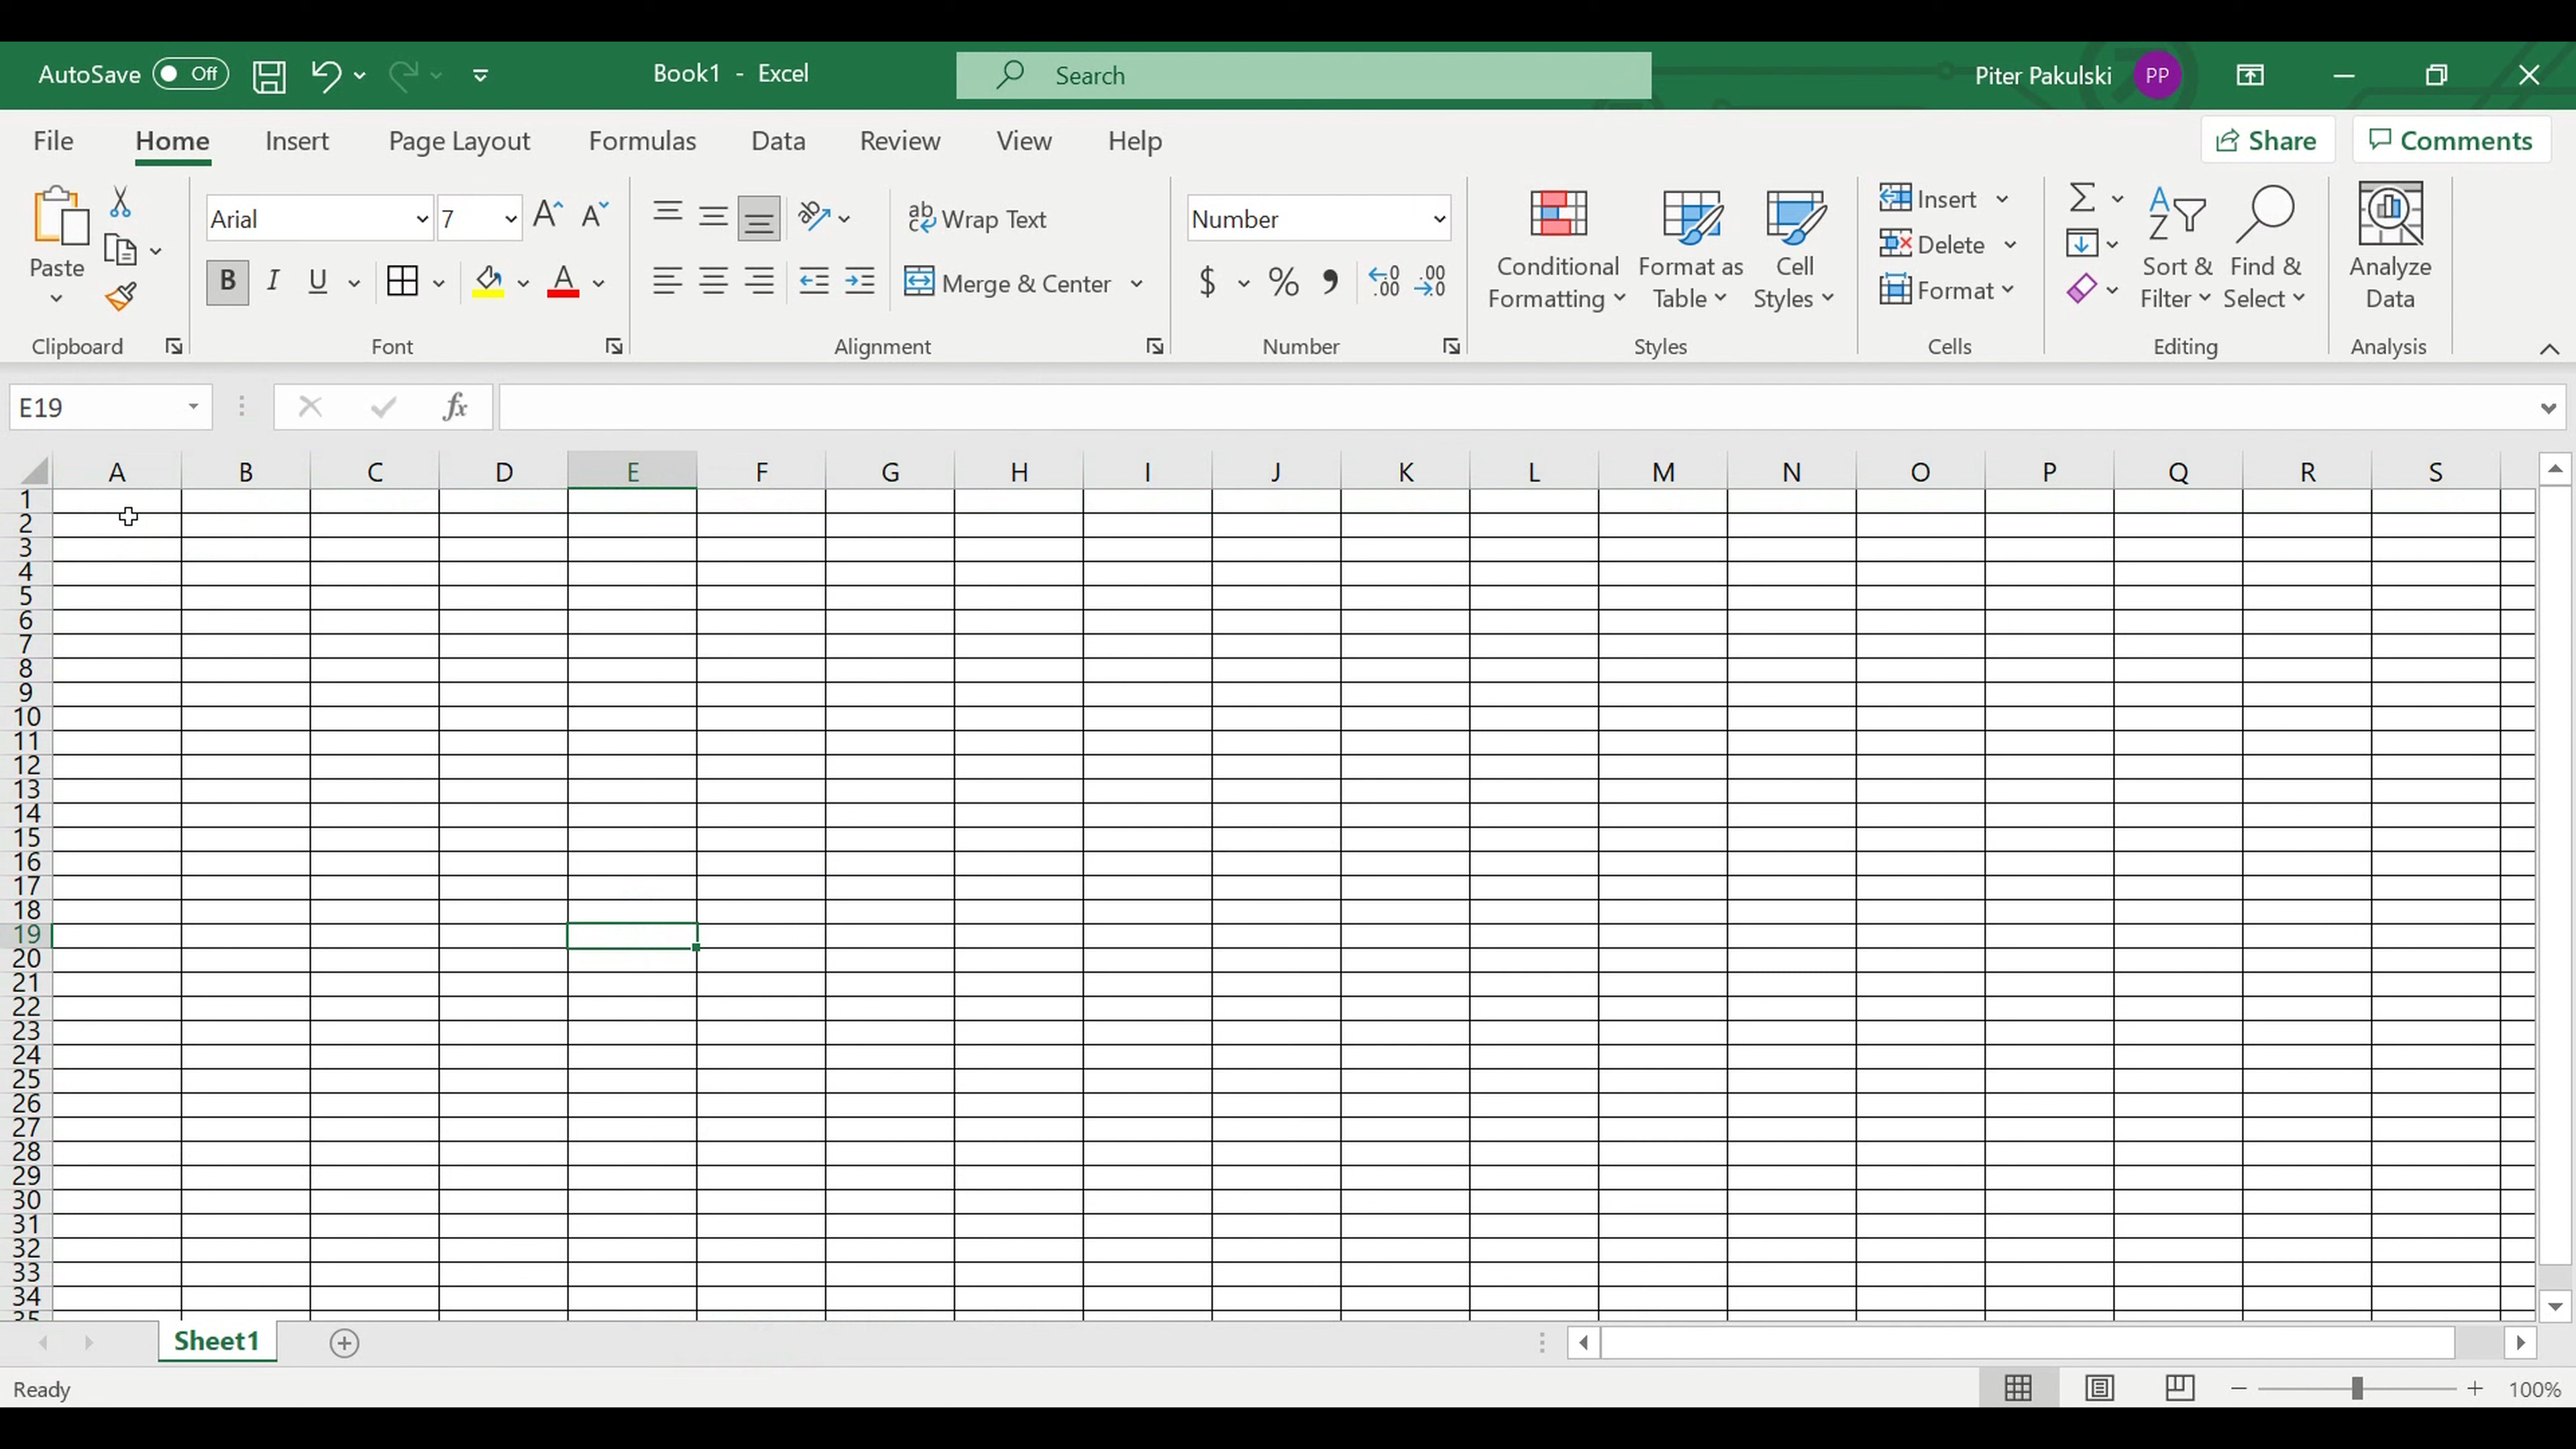 AutoSave Off Book1 - Excel Search Piter Pakulski PP
File Home Insert Page Layout Formulas Data Review View Help Share Comments
Paste
Clipboard
Arial 7
B I U A
Font
ab Wrap Text
Merge & Center
Alignment
Number
$ % , .00 .00
Number
Conditional Formatting
Format as Table
Cell Styles
Styles
Insert
Delete
Format
Cells
Sort & Filter
Find & Select
Editing
Analyze Data
Analysis
E19 fx
A B C D E F G H I J K L M N O P Q R S
1
2
3
4
5
6
7
8
9
10
11
12
13
14
15
16
17
18
19
20
21
22
23
24
25
26
27
28
29
30
31
32
33
34
35
Sheet1
Ready 100%